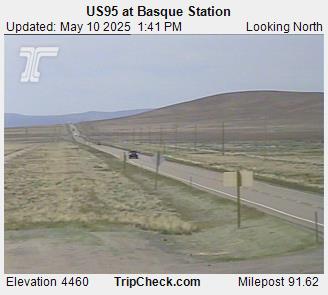 US95 at Basque Station
Updated: May 10 2025 1:41 PM Looking North
Elevation 4460 TripCheck.com Milepost 91.62